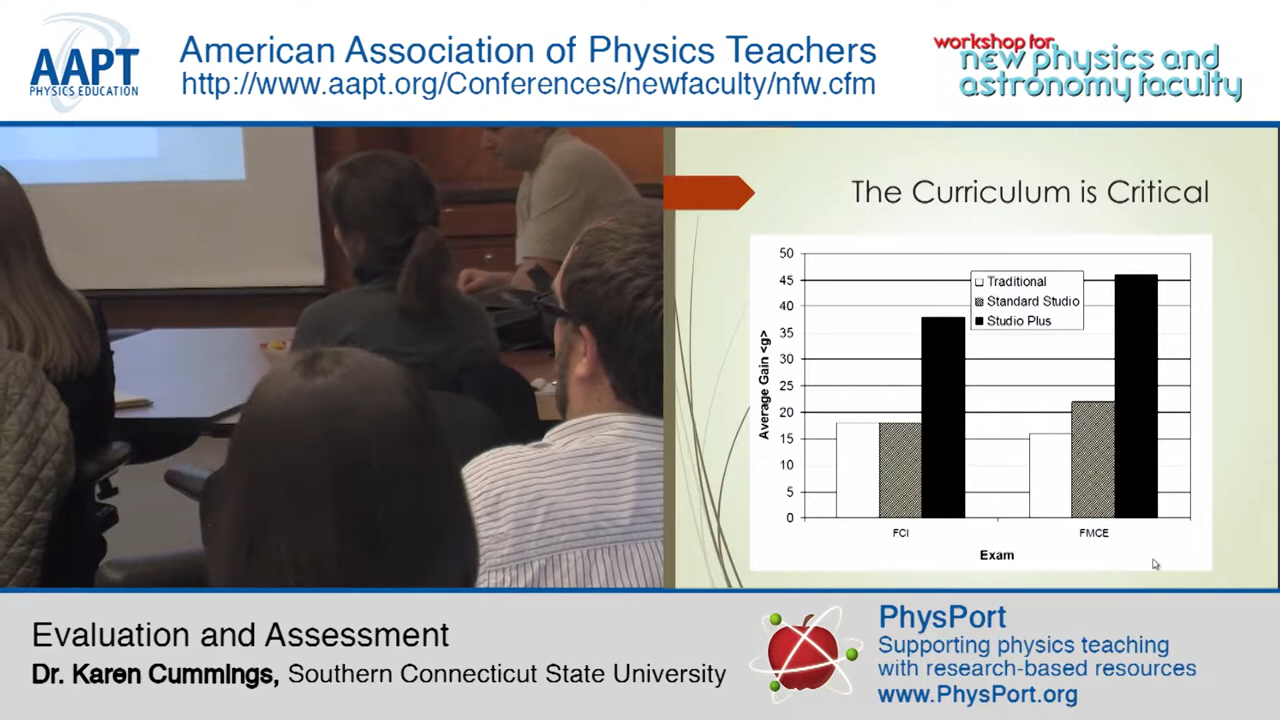 AAPT
PHYSICS EDUCATION
American Association of Physics Teachers
http://www.aapt.org/Conferences/newfaculty/nfw.cfm
workshop for
new physics and
astronomy faculty
The Curriculum is Critical
50
45
40
35
30
25
20
15
10
5
0
Average Gain <g>
Traditional
Standard Studio
Studio Plus
FCI
FMCE
Exam
Evaluation and Assessment
Dr. Karen Cummings, Southern Connecticut State University
PhysPort
Supporting physics teaching
with research-based resources
www.PhysPort.org